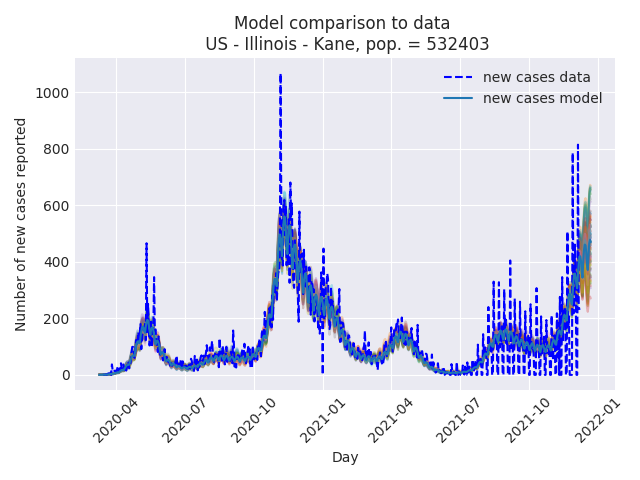 Model comparison to data
US - Illinois - Kane, pop. = 532403
new cases data
new cases model
Number of new cases reported
1000
800
600
400
200
0
2020-04
2020-07
2020-10
2021-01
2021-04
2021-07
2021-10
2022-01
Day